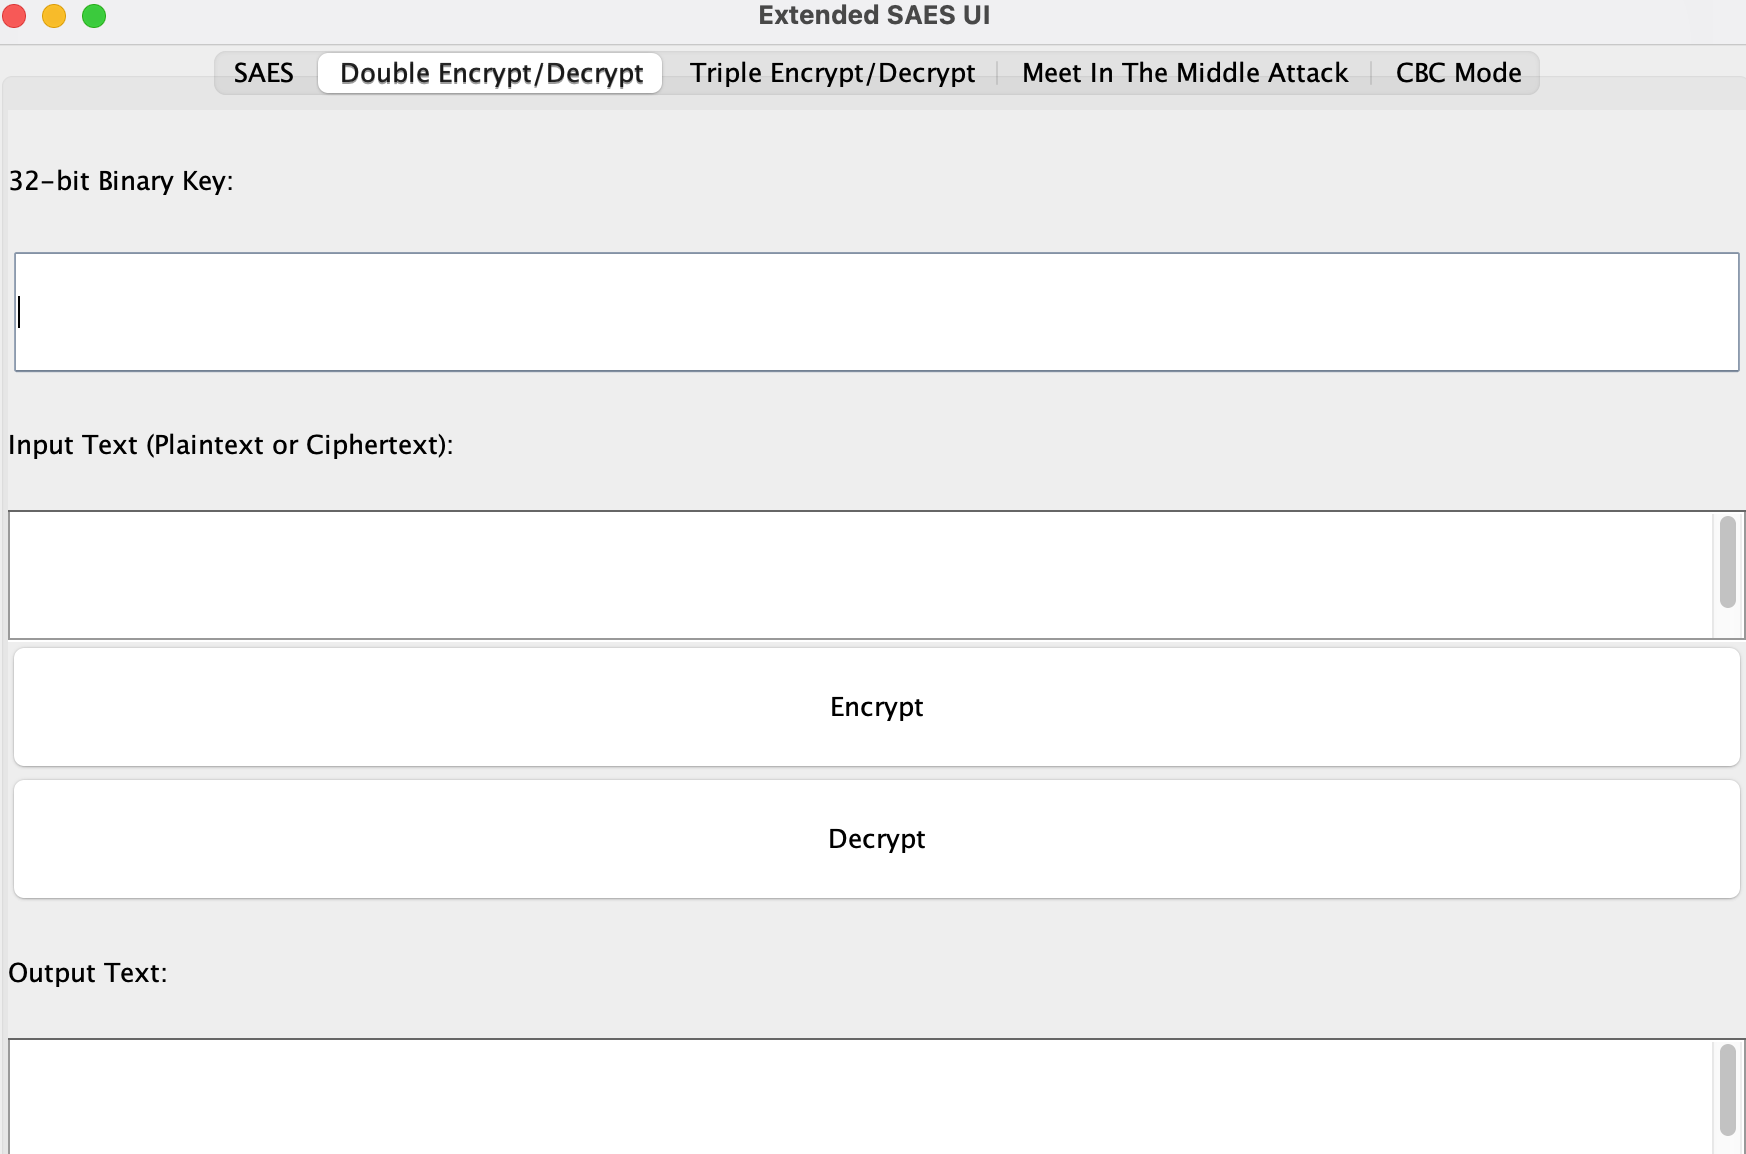 Extended SAES UI
SAES Double Encrypt/Decrypt Triple Encrypt/Decrypt Meet In The Middle Attack CBC Mode
32-bit Binary Key:
Input Text (Plaintext or Ciphertext):
Encrypt
Decrypt
Output Text: